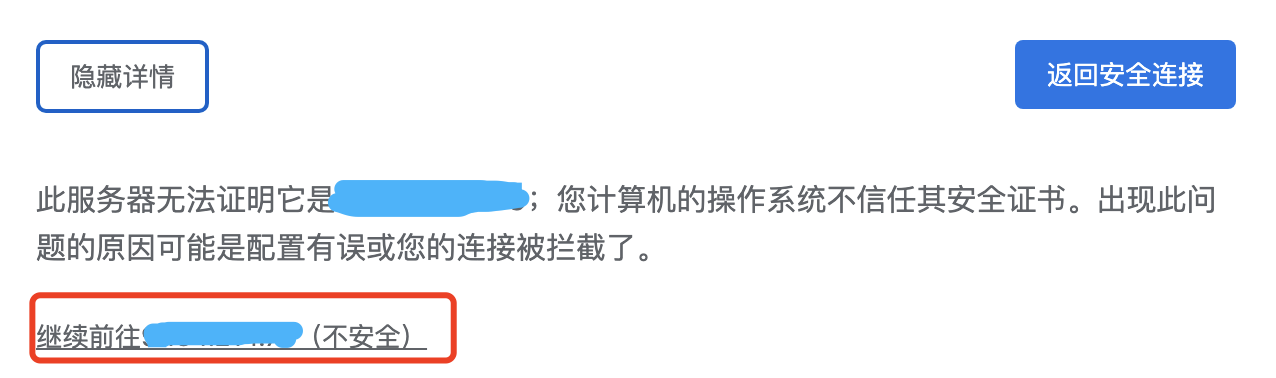 隐藏详情
返回安全连接
此服务器无法证明它是；您计算机的操作系统不信任其安全证书。出现此问
题的原因可能是配置有误或您的连接被拦截了。
继续前往（不安全）